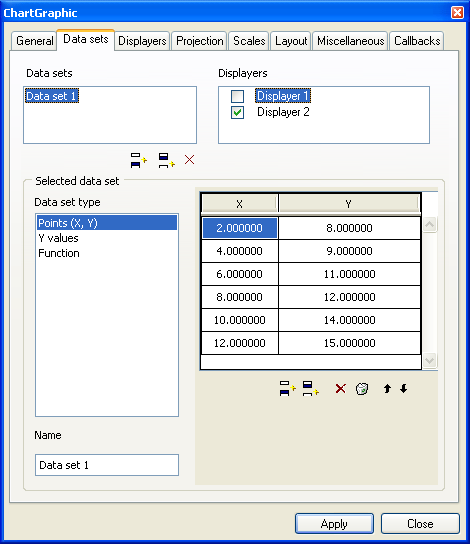 ChartGraphic
General Data sets Displayers Projection Scales Layout Miscellaneous Callbacks
Data sets
Data set 1
Displayers
Displayer 1
Displayer 2
Selected data set
Data set type
Points (X, Y)
Y values
Function
X Y
2.000000 8.000000
4.000000 9.000000
6.000000 11.000000
8.000000 12.000000
10.000000 14.000000
12.000000 15.000000
Name
Data set 1
Apply Close